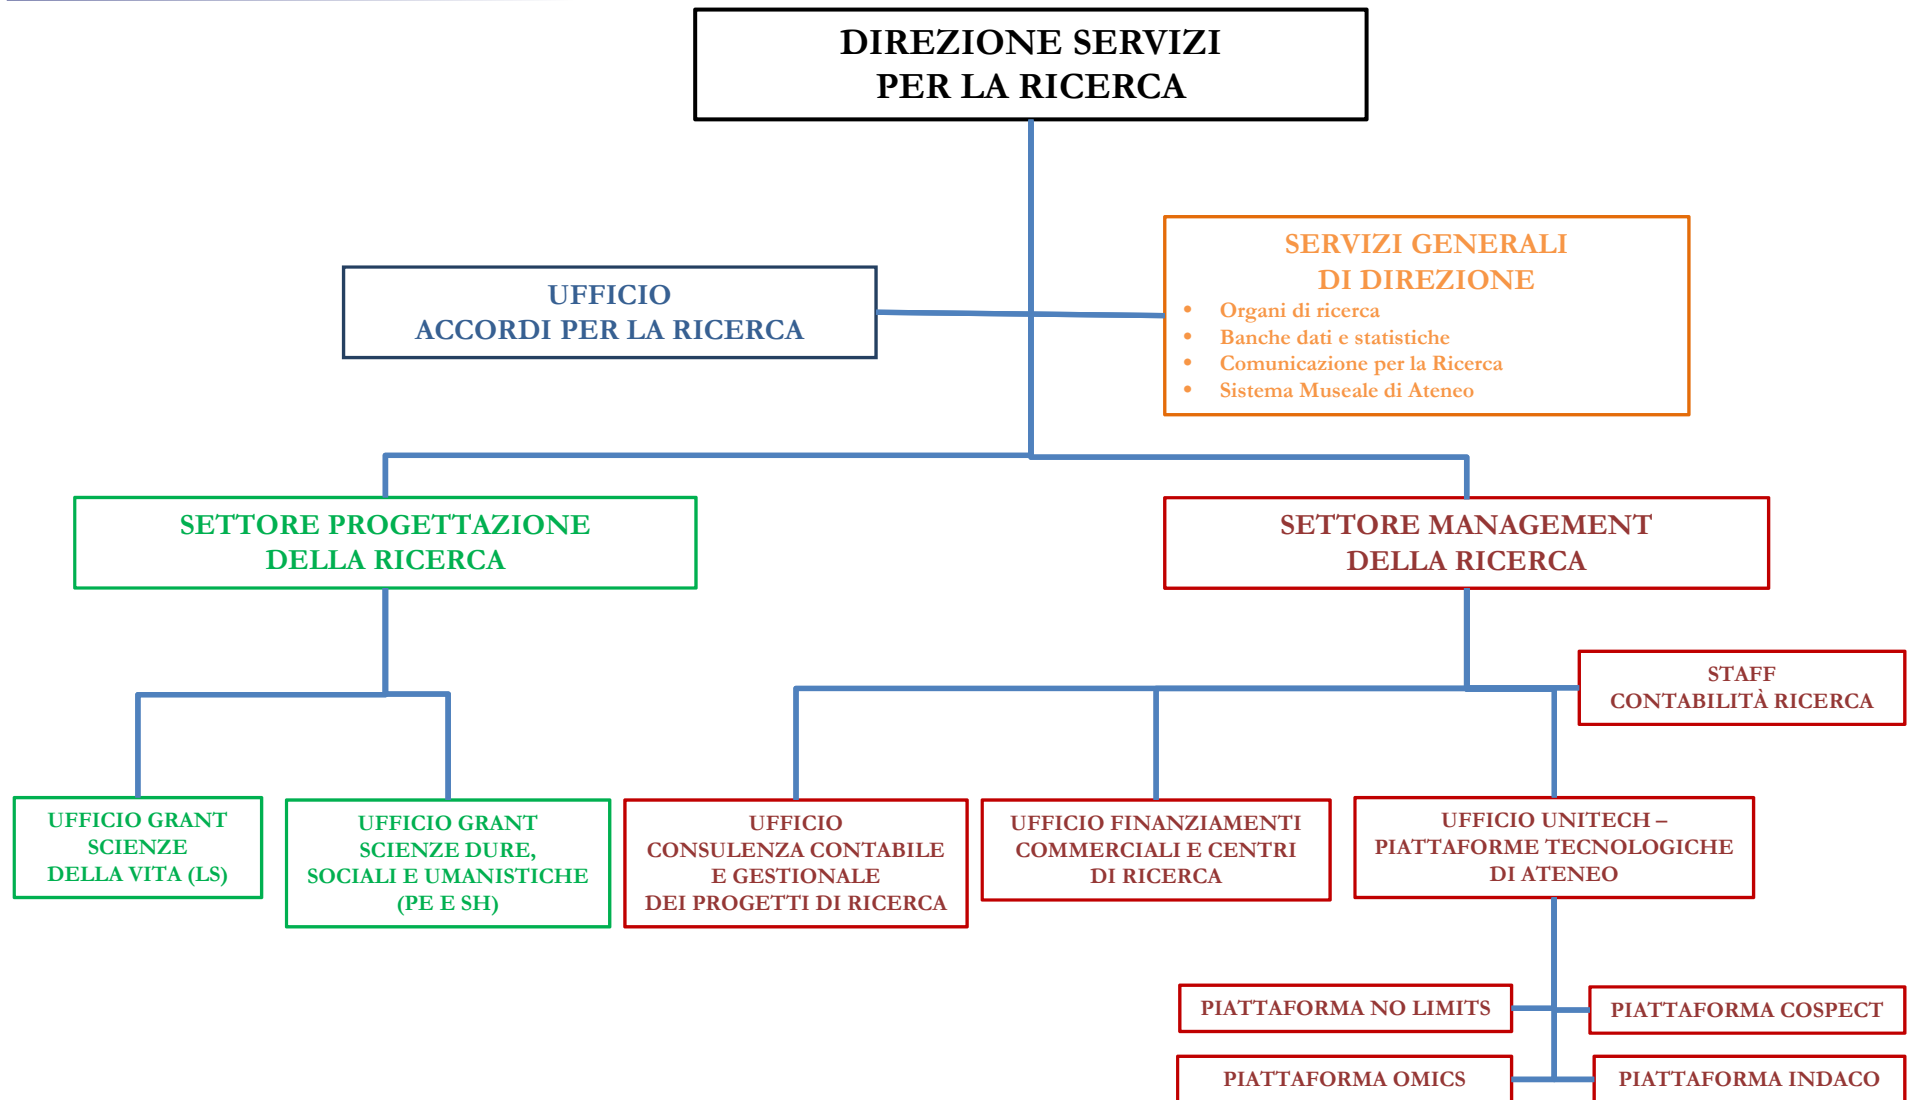 DIREZIONE SERVIZI
PER LA RICERCA
UFFICIO
ACCORDI PER LA RICERCA
SERVIZI GENERALI
DI DIREZIONE
• Organi di ricerca
• Banche dati e statistiche
• Comunicazione per la Ricerca
• Sistema Museale di Ateneo
SETTORE PROGETTAZIONE
DELLA RICERCA
SETTORE MANAGEMENT
DELLA RICERCA
STAFF
CONTABILITÀ RICERCA
UFFICIO GRANT
SCIENZE
DELLA VITA (LS)
UFFICIO GRANT
SCIENZE DURE,
SOCIALI E UMANISTICHE
(PE E SH)
UFFICIO
CONSULENZA CONTABILE
E GESTIONALE
DEI PROGETTI DI RICERCA
UFFICIO FINANZIAMENTI
COMMERCIALI E CENTRI
DI RICERCA
UFFICIO UNITECH –
PIATTAFORME TECNOLOGICHE
DI ATENEO
PIATTAFORMA NO LIMITS
PIATTAFORMA COSPECT
PIATTAFORMA OMICS
PIATTAFORMA INDACO